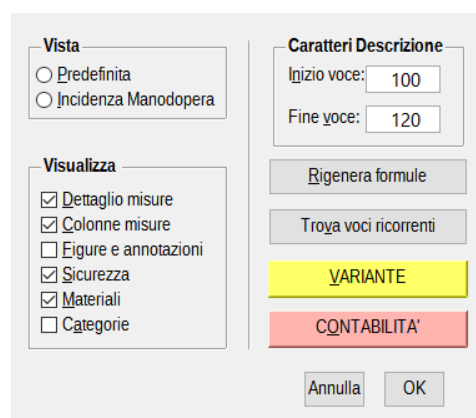 Vista
Predefinita
Incidenza Manodopera
Visualizza
Dettaglio misure
Colonne misure
Figure e annotazioni
Sicurezza
Materiali
Categorie
Caratteri Descrizione
Inizio voce: 100
Fine voce: 120
Rigenera formule
Trova voci ricorrenti
VARIANTE
CONTABILITA'
Annulla OK